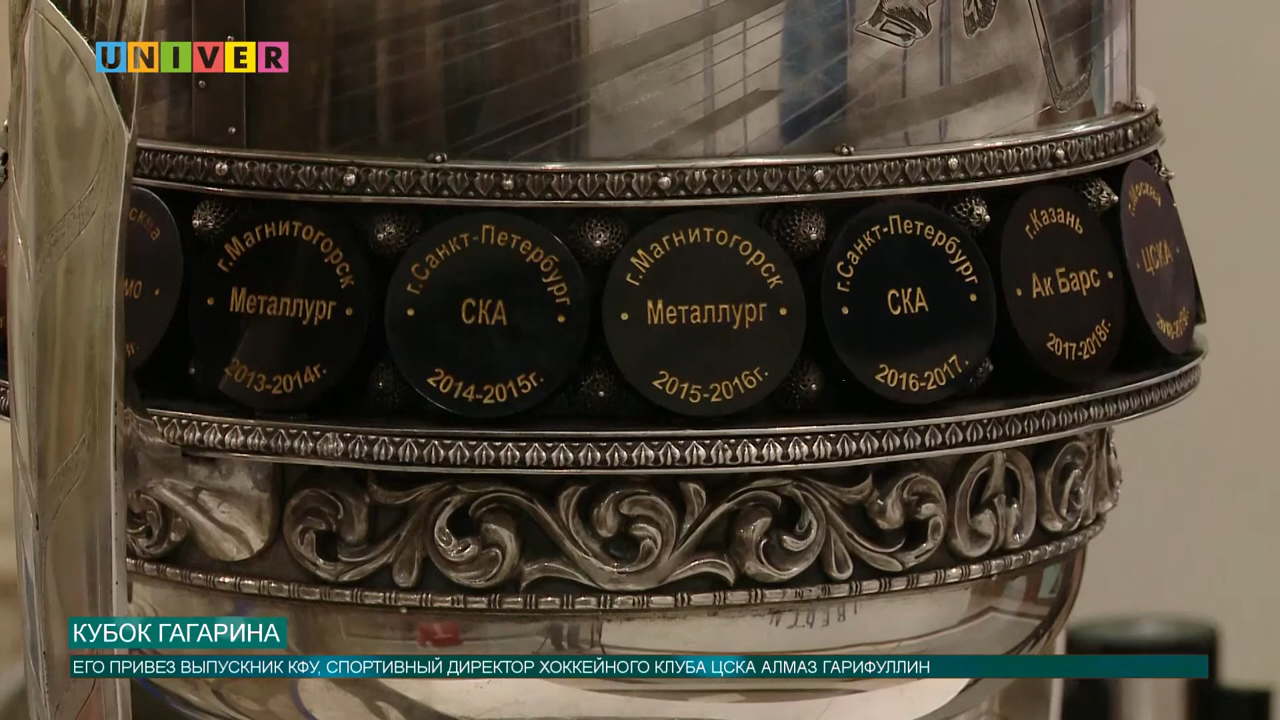 UNIVER
г.Магнитогорск
Металлург
2013-2014г.
г.Санкт-Петербург
СКА
2014-2015г.
г.Магнитогорск
Металлург
2015-2016г.
г.Санкт-Петербург
СКА
2016-2017.
г.Казань
Ак Барс
2017-2018г.
г.Москва
ЦСКА
КУБОК ГАГАРИНА
ЕГО ПРИВЕЗ ВЫПУСКНИК КФУ, СПОРТИВНЫЙ ДИРЕКТОР ХОККЕЙНОГО КЛУБА ЦСКА АЛМАЗ ГАРИФУЛЛИН